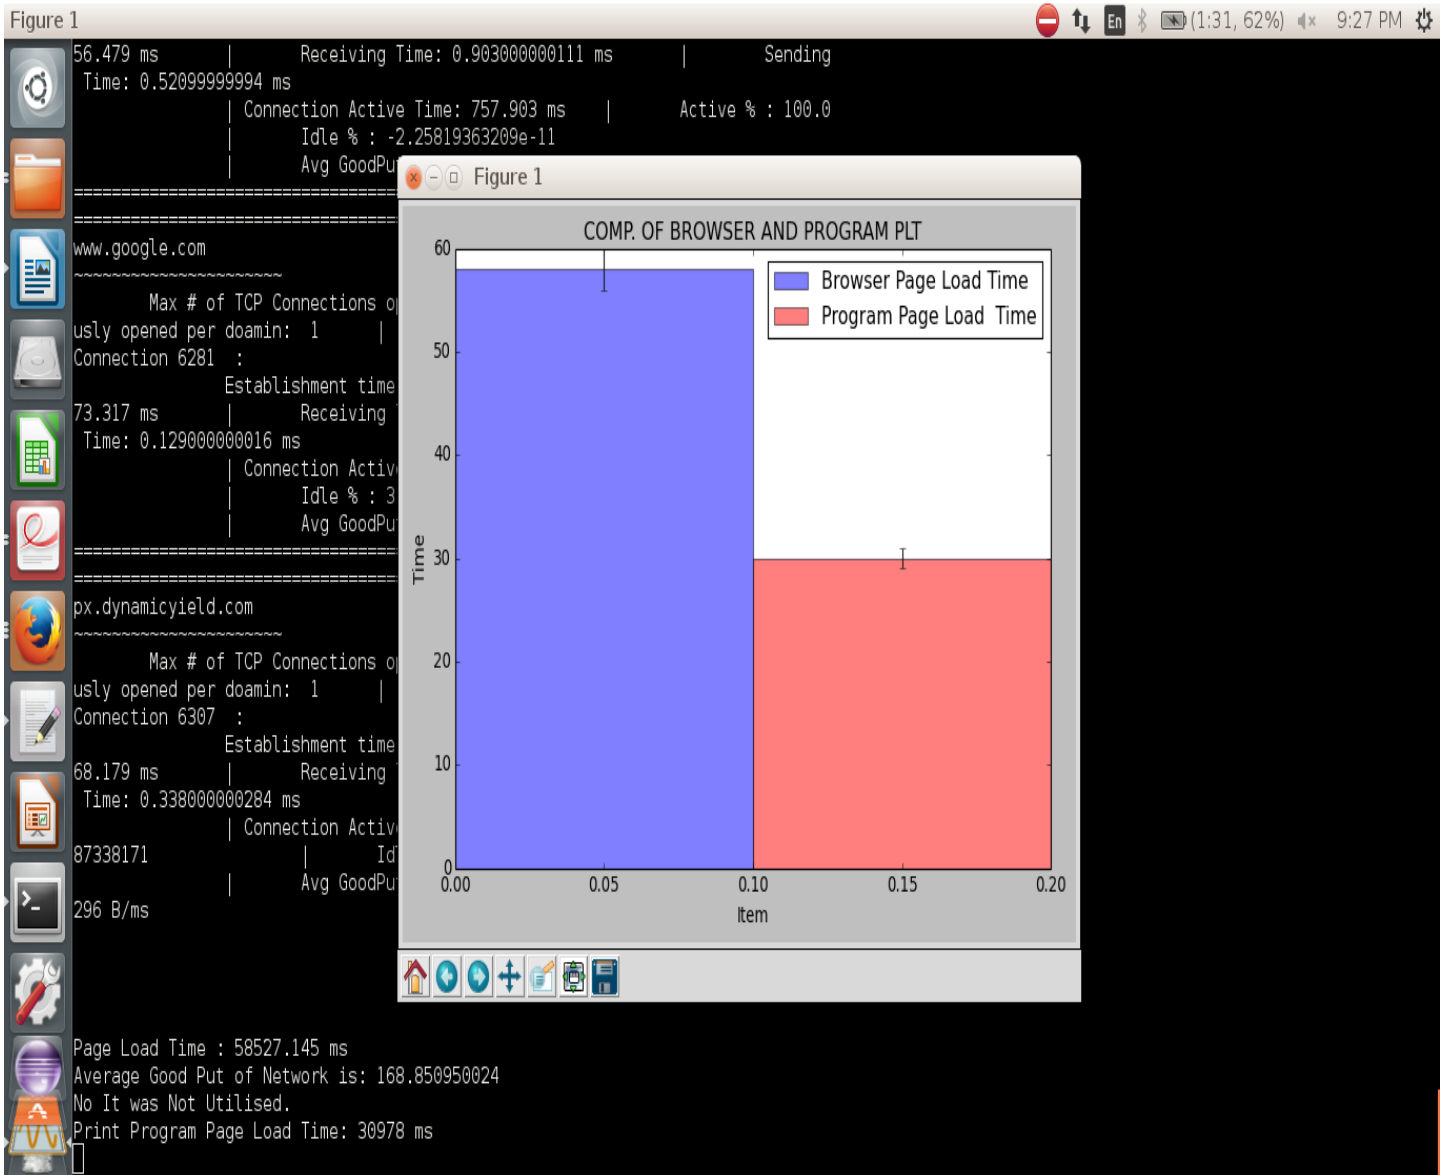 Figure 1
En (1:31, 62%) 9:27 PM
56.479 ms | Receiving Time: 0.903000000111 ms | Sending
Time: 0.52099999994 ms
| Connection Active Time: 757.903 ms | Active % : 100.0
| Idle % : -2.25819363209e-11
| Avg GoodPu
================================
================================
www.google.com
~~~~~~~~~~~~~~~~~~~~~~
Max # of TCP Connections o
usly opened per doamin: 1 |
Connection 6281 :
Establishment time
73.317 ms | Receiving
Time: 0.129000000016 ms
| Connection Activ
| Idle % : 3
| Avg GoodPu
================================
================================
px.dynamicyield.com
~~~~~~~~~~~~~~~~~~~~~~
Max # of TCP Connections o
usly opened per doamin: 1 |
Connection 6307 :
Establishment time
68.179 ms | Receiving
Time: 0.338000000284 ms
| Connection Activ
87338171 | Id
| Avg GoodPu
296 B/ms
Page Load Time : 58527.145 ms
Average Good Put of Network is: 168.850950024
No It was Not Utilised.
Print Program Page Load Time: 30978 ms
Figure 1
COMP. OF BROWSER AND PROGRAM PLT
Browser Page Load Time
Program Page Load Time
60
50
40
30
20
10
0
Time
0.00 0.05 0.10 0.15 0.20
Item